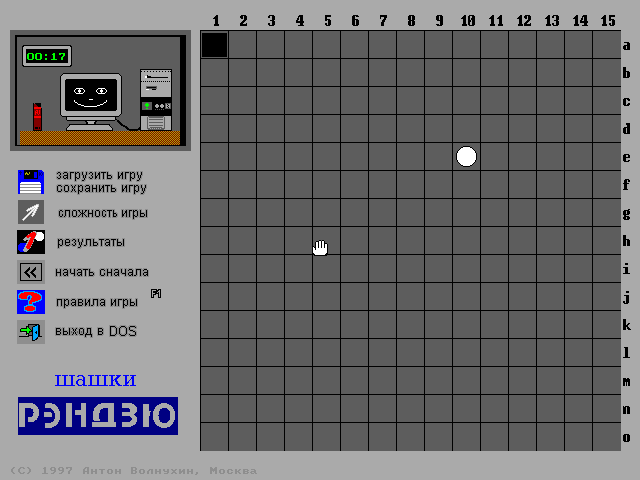 1 2 3 4 5 6 7 8 9 10 11 12 13 14 15
a
b
c
d
e
f
g
h
i
j
k
l
m
n
o
00:17
загрузить игру
сохранить игру
сложность игры
результаты
начать сначала
правила игры F1
выход в DOS
шашки
РЭНДЗЮ
(C) 1997 Антон Волнухин, Москва